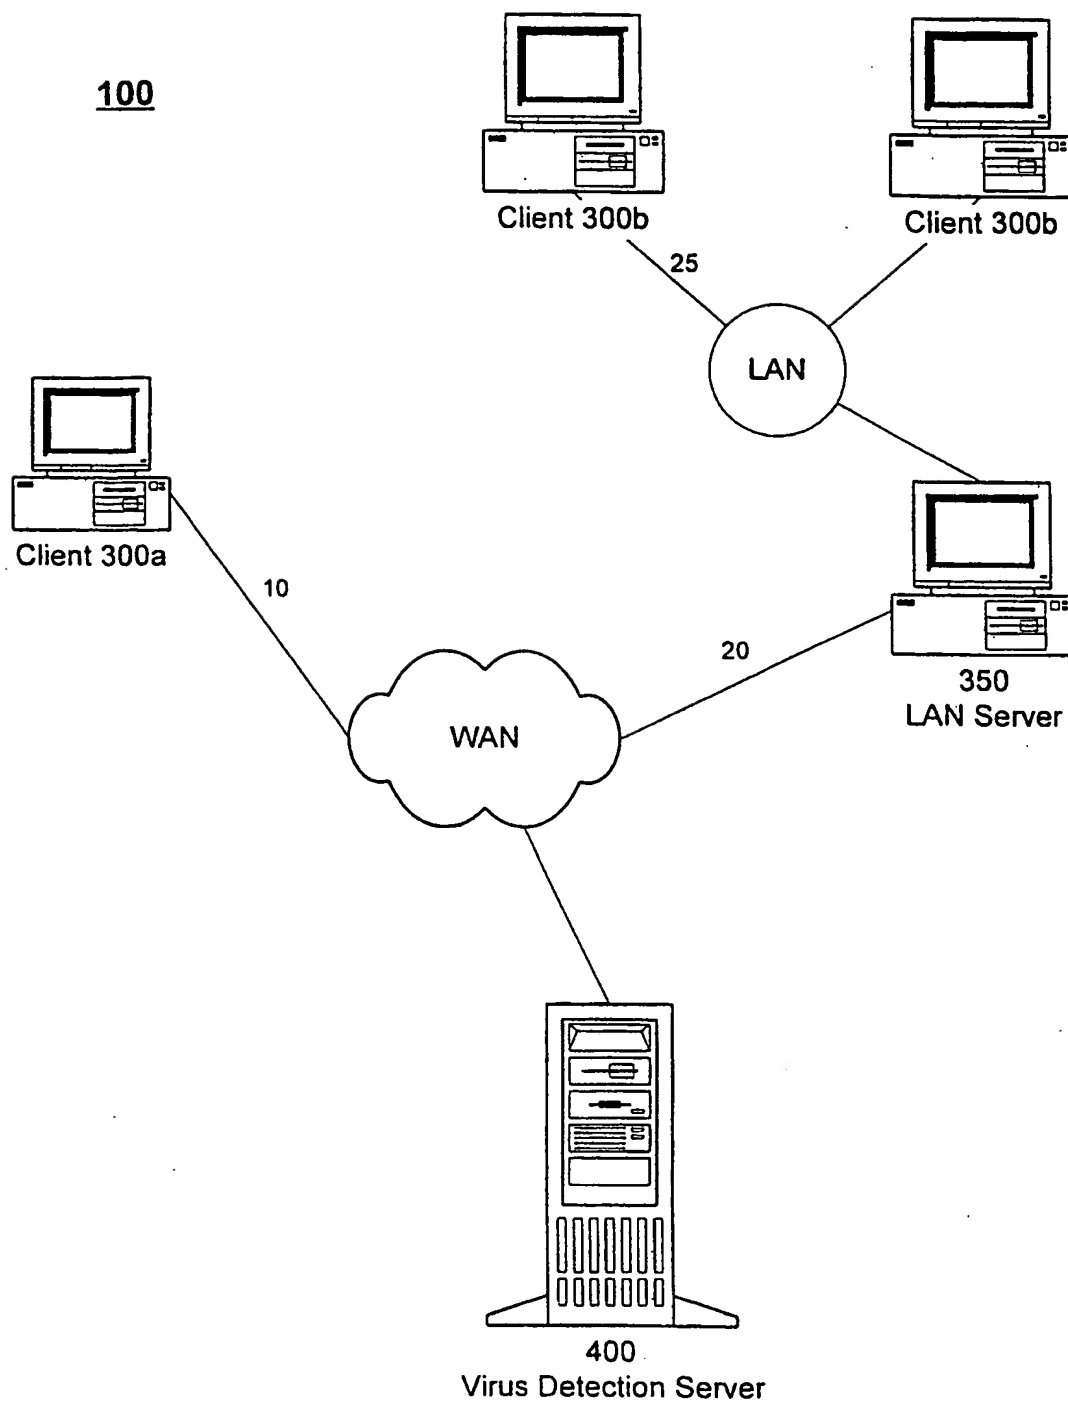 100
Client 300b
Client 300b
25
LAN
Client 300a
10
20
350
LAN Server
WAN
400
Virus Detection Server